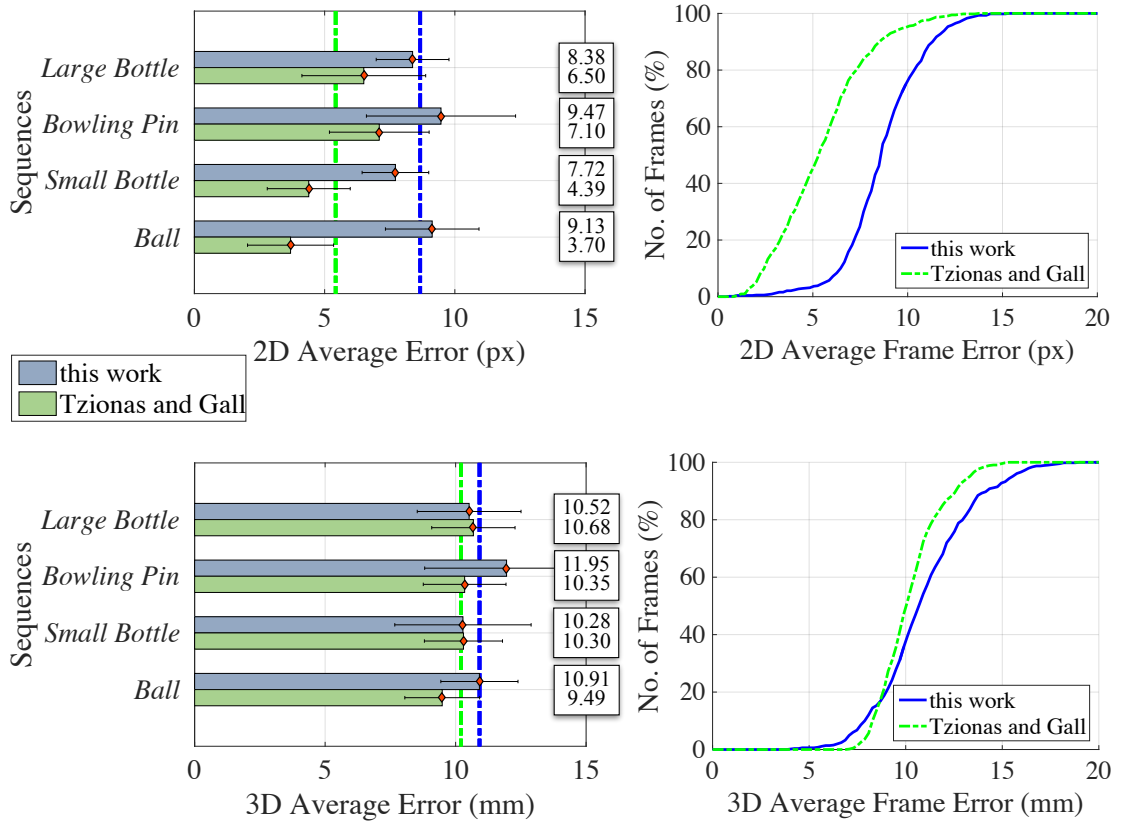 Sequences
Large Bottle
Bowling Pin
Small Bottle
Ball
8.38
6.50
9.47
7.10
7.72
4.39
9.13
3.70
0 5 10 15
2D Average Error (px)
No. of Frames (%)
100
80
60
40
20
0
this work
Tzionas and Gall
0 5 10 15 20
2D Average Frame Error (px)
this work
Tzionas and Gall
Sequences
Large Bottle
Bowling Pin
Small Bottle
Ball
10.52
10.68
11.95
10.35
10.28
10.30
10.91
9.49
0 5 10 15
3D Average Error (mm)
No. of Frames (%)
100
80
60
40
20
0
this work
Tzionas and Gall
0 5 10 15 20
3D Average Frame Error (mm)